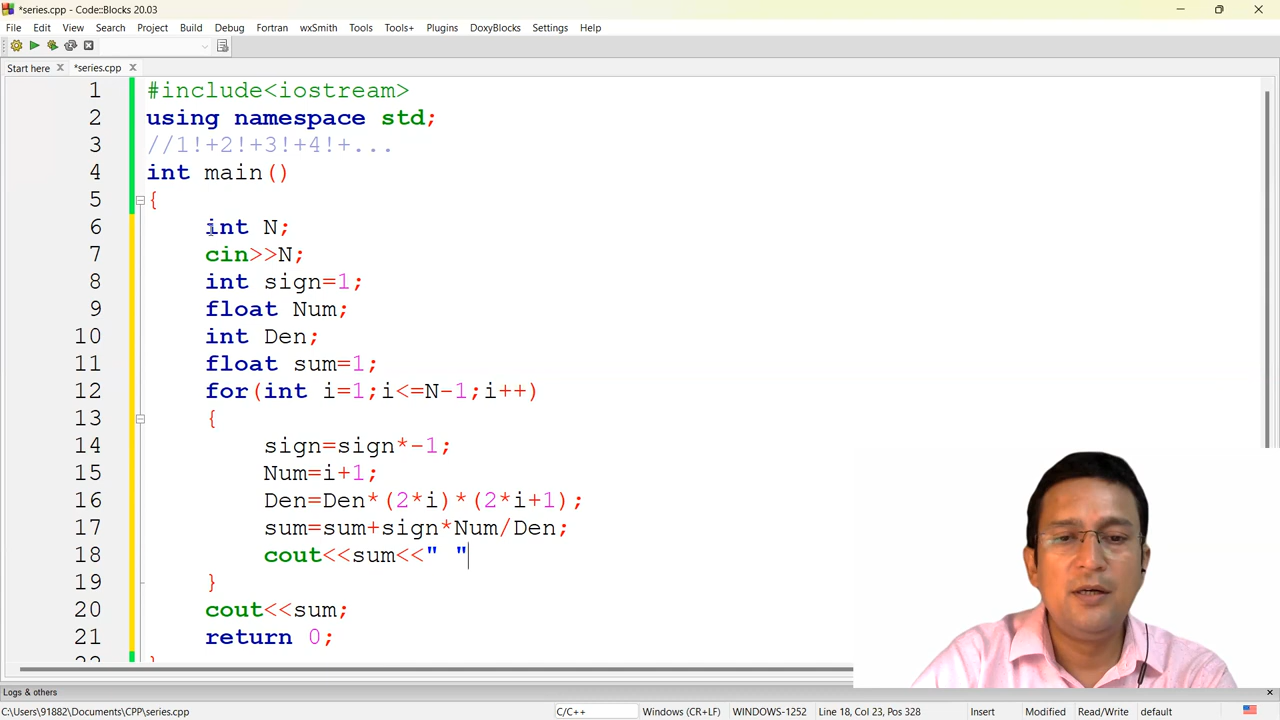 *series.cpp - Code::Blocks 20.03
File Edit View Search Project Build Debug Fortran wxSmith Tools Tools+ Plugins DoxyBlocks Settings Help
Start here *series.cpp
1 #include<iostream>
2 using namespace std;
3 //1!+2!+3!+4!+...
4 int main()
5 {
6 int N;
7 cin>>N;
8 int sign=1;
9 float Num;
10 int Den;
11 float sum=1;
12 for(int i=1;i<=N-1;i++)
13 {
14 sign=sign*-1;
15 Num=i+1;
16 Den=Den*(2*i)*(2*i+1);
17 sum=sum+sign*Num/Den;
18 cout<<sum<<" "
19 }
20 cout<<sum;
21 return 0;
22 }
Logs & others
C:\Users\91882\Documents\CPP\series.cpp C/C++ Windows (CR+LF) WINDOWS-1252 Line 18, Col 23, Pos 328 Insert Modified Read/Write default